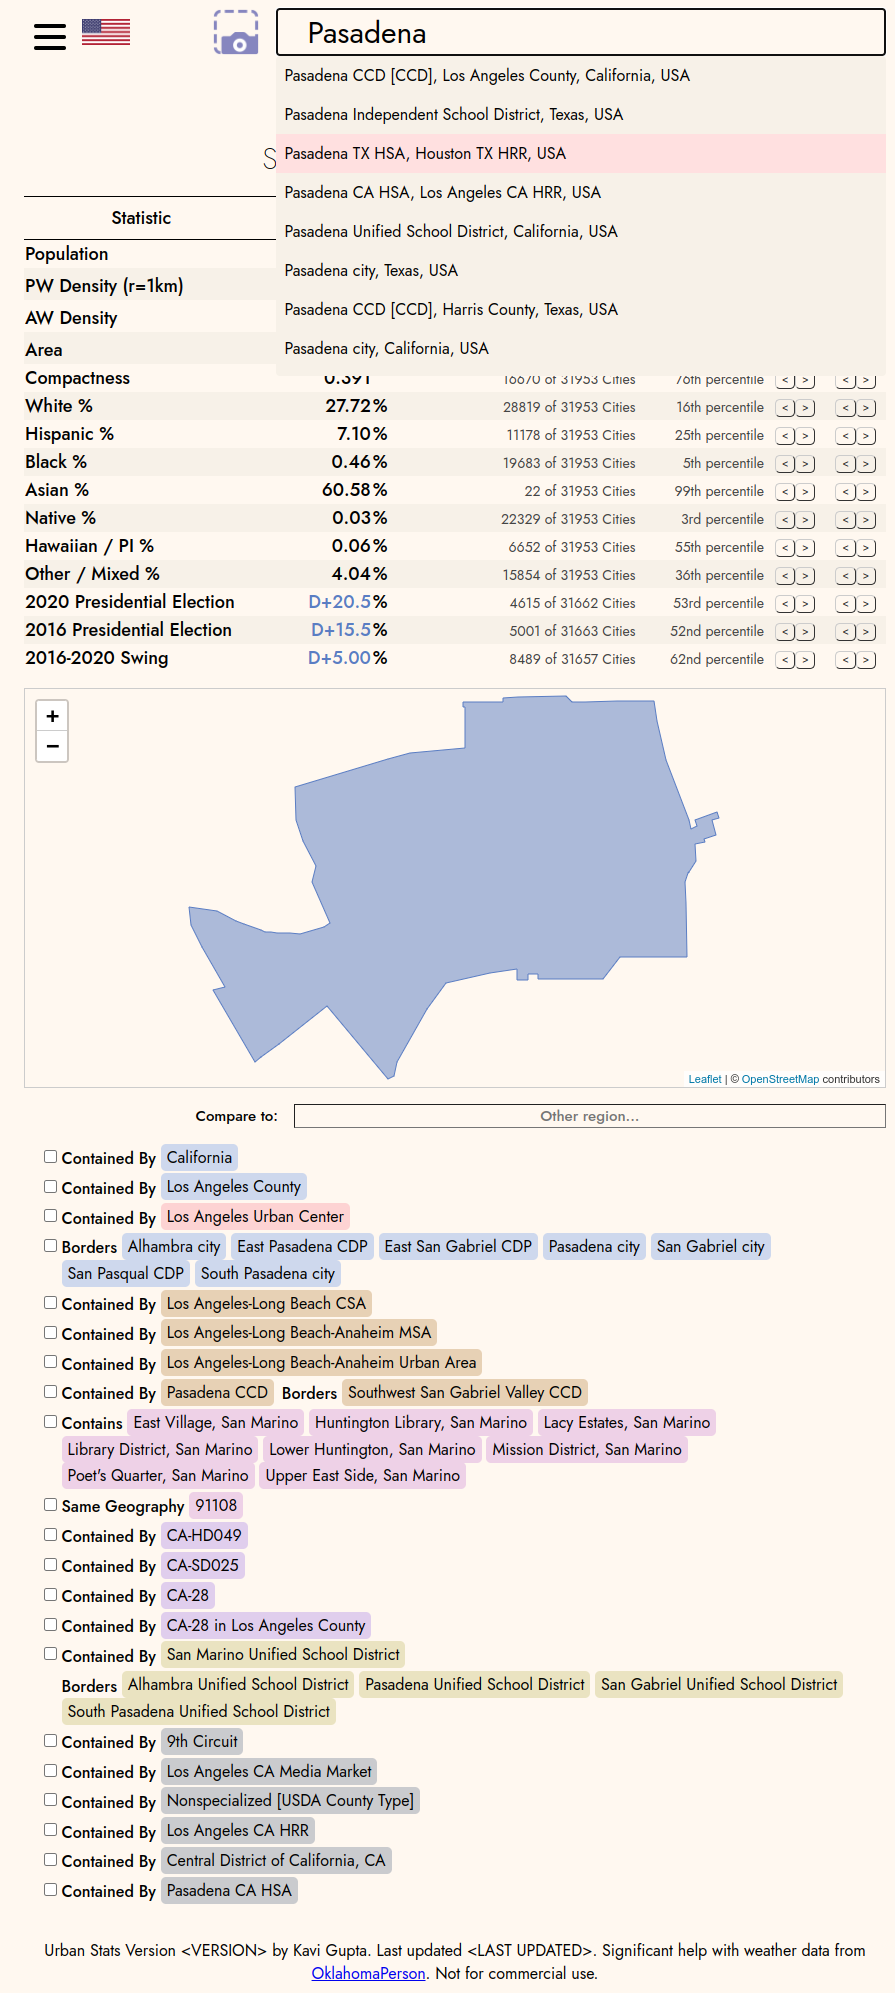 Pasadena
Pasadena CCD [CCD], Los Angeles County, California, USA
Pasadena Independent School District, Texas, USA
S Pasadena TX HSA, Houston TX HRR, USA
Pasadena CA HSA, Los Angeles CA HRR, USA
Statistic
Pasadena Unified School District, California, USA
Population
Pasadena city, Texas, USA
PW Density (r=1km)
Pasadena CCD [CCD], Harris County, Texas, USA
AW Density
Pasadena city, California, USA
Area
Compactness 0.391 16670 of 31953 Cities 76th percentile < > < >
White % 27.72% 28819 of 31953 Cities 16th percentile < > < >
Hispanic % 7.10% 11178 of 31953 Cities 25th percentile < > < >
Black % 0.46% 19683 of 31953 Cities 5th percentile < > < >
Asian % 60.58% 22 of 31953 Cities 99th percentile < > < >
Native % 0.03% 22329 of 31953 Cities 3rd percentile < > < >
Hawaiian / PI % 0.06% 6652 of 31953 Cities 55th percentile < > < >
Other / Mixed % 4.04% 15854 of 31953 Cities 36th percentile < > < >
2020 Presidential Election D+20.5% 4615 of 31662 Cities 53rd percentile < > < >
2016 Presidential Election D+15.5% 5001 of 31663 Cities 52nd percentile < > < >
2016-2020 Swing D+5.00% 8489 of 31657 Cities 62nd percentile < > < >
+
−
Leaflet | © OpenStreetMap contributors
Compare to: Other region...
Contained By California
Contained By Los Angeles County
Contained By Los Angeles Urban Center
Borders Alhambra city East Pasadena CDP East San Gabriel CDP Pasadena city San Gabriel city
San Pasqual CDP South Pasadena city
Contained By Los Angeles-Long Beach CSA
Contained By Los Angeles-Long Beach-Anaheim MSA
Contained By Los Angeles-Long Beach-Anaheim Urban Area
Contained By Pasadena CCD Borders Southwest San Gabriel Valley CCD
Contains East Village, San Marino Huntington Library, San Marino Lacy Estates, San Marino
Library District, San Marino Lower Huntington, San Marino Mission District, San Marino
Poet's Quarter, San Marino Upper East Side, San Marino
Same Geography 91108
Contained By CA-HD049
Contained By CA-SD025
Contained By CA-28
Contained By CA-28 in Los Angeles County
Contained By San Marino Unified School District
Borders Alhambra Unified School District Pasadena Unified School District San Gabriel Unified School District
South Pasadena Unified School District
Contained By 9th Circuit
Contained By Los Angeles CA Media Market
Contained By Nonspecialized [USDA County Type]
Contained By Los Angeles CA HRR
Contained By Central District of California, CA
Contained By Pasadena CA HSA
Urban Stats Version <VERSION> by Kavi Gupta. Last updated <LAST UPDATED>. Significant help with weather data from
OklahomaPerson. Not for commercial use.